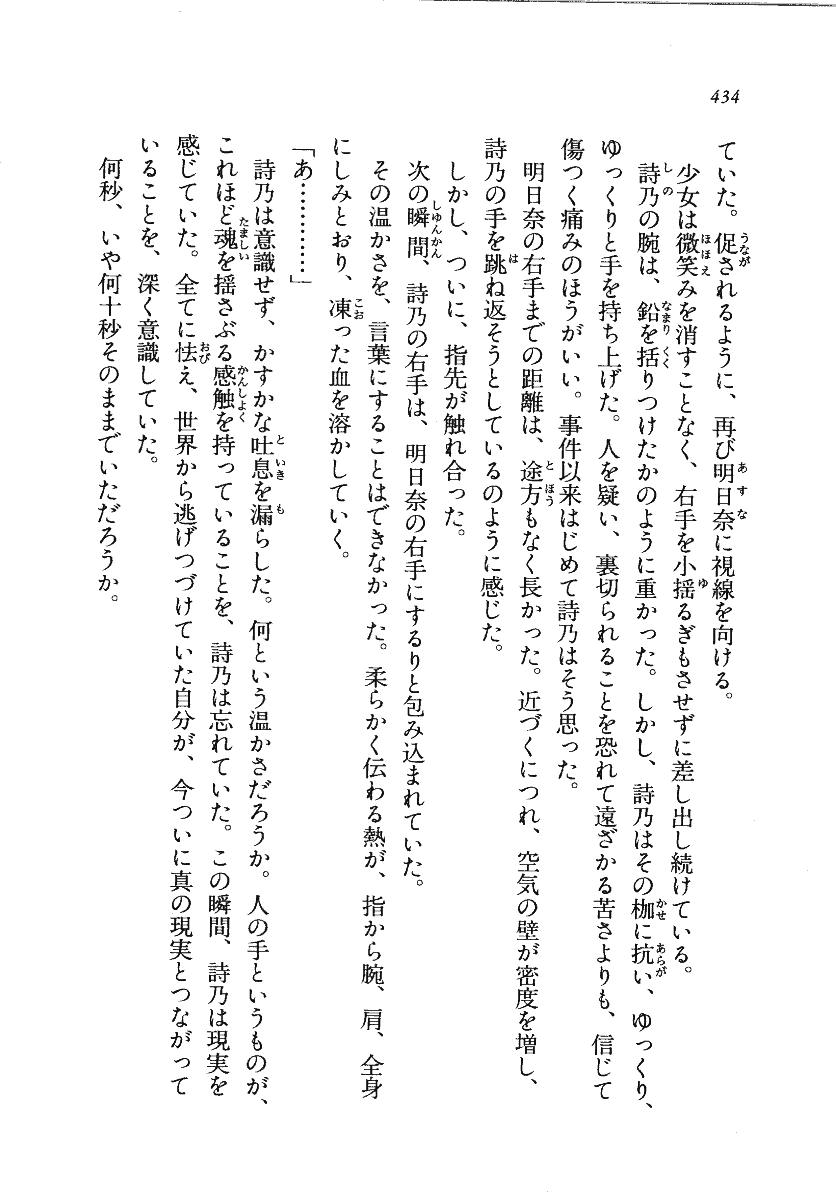 434
ていた。促されるように、再び明日奈に視線を向ける。
少女は微笑みを消すことなく、右手を小揺るぎもさせずに差し出し続けている。
詩乃の腕は、鉛を括りつけたかのように重かった。しかし、詩乃はその枷に抗い、ゆっくり、
ゆっくりと手を持ち上げた。人を疑い、裏切られることを恐れて遠ざかる苦さよりも、信じて
傷つく痛みのほうがいい。事件以来はじめて詩乃はそう思った。
明日奈の右手までの距離は、途方もなく長かった。近づくにつれ、空気の壁が密度を増し、
詩乃の手を跳ね返そうとしているのように感じた。
しかし、ついに、指先が触れ合った。
次の瞬間、詩乃の右手は、明日奈の右手にするりと包み込まれていた。
その温かさを、言葉にすることはできなかった。柔らかく伝わる熱が、指から腕、肩、全身
にしみとおり、凍った血を溶かしていく。
「あ…………」
詩乃は意識せず、かすかな吐息を漏らした。何という温かさだろうか。人の手というものが、
これほど魂を揺さぶる感触を持っていることを、詩乃は忘れていた。この瞬間、詩乃は現実を
感じていた。全てに怯え、世界から逃げつづけていた自分が、今ついに真の現実とつながって
いることを、深く意識していた。
何秒、いや何十秒そのままでいただろうか。